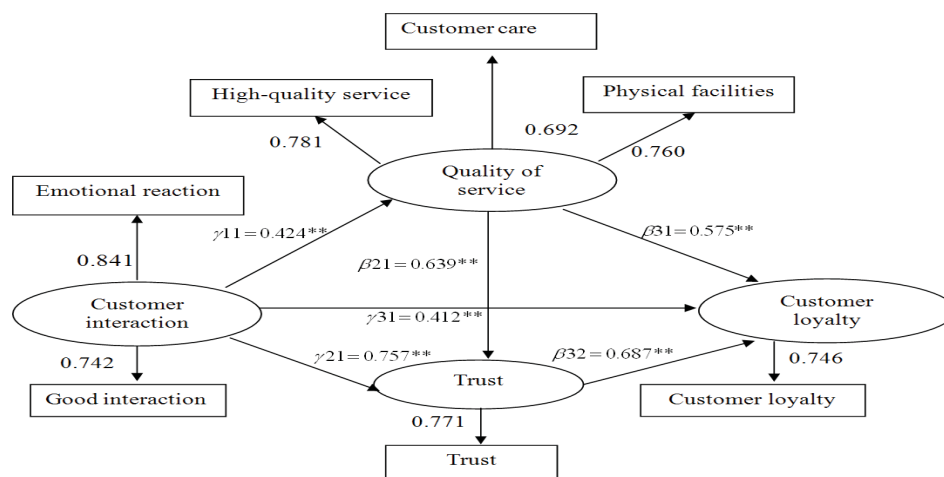 Customer care
High-quality service
Physical facilities
0.692
0.781
0.760
Quality of
service
Emotional reaction
γ11=0.424**
β31=0.575**
0.841
β21=0.639**
Customer
interaction
Customer
loyalty
γ31=0.412**
0.742
γ21=0.757**
β32=0.687**
0.746
Trust
Good interaction
Customer loyalty
0.771
Trust